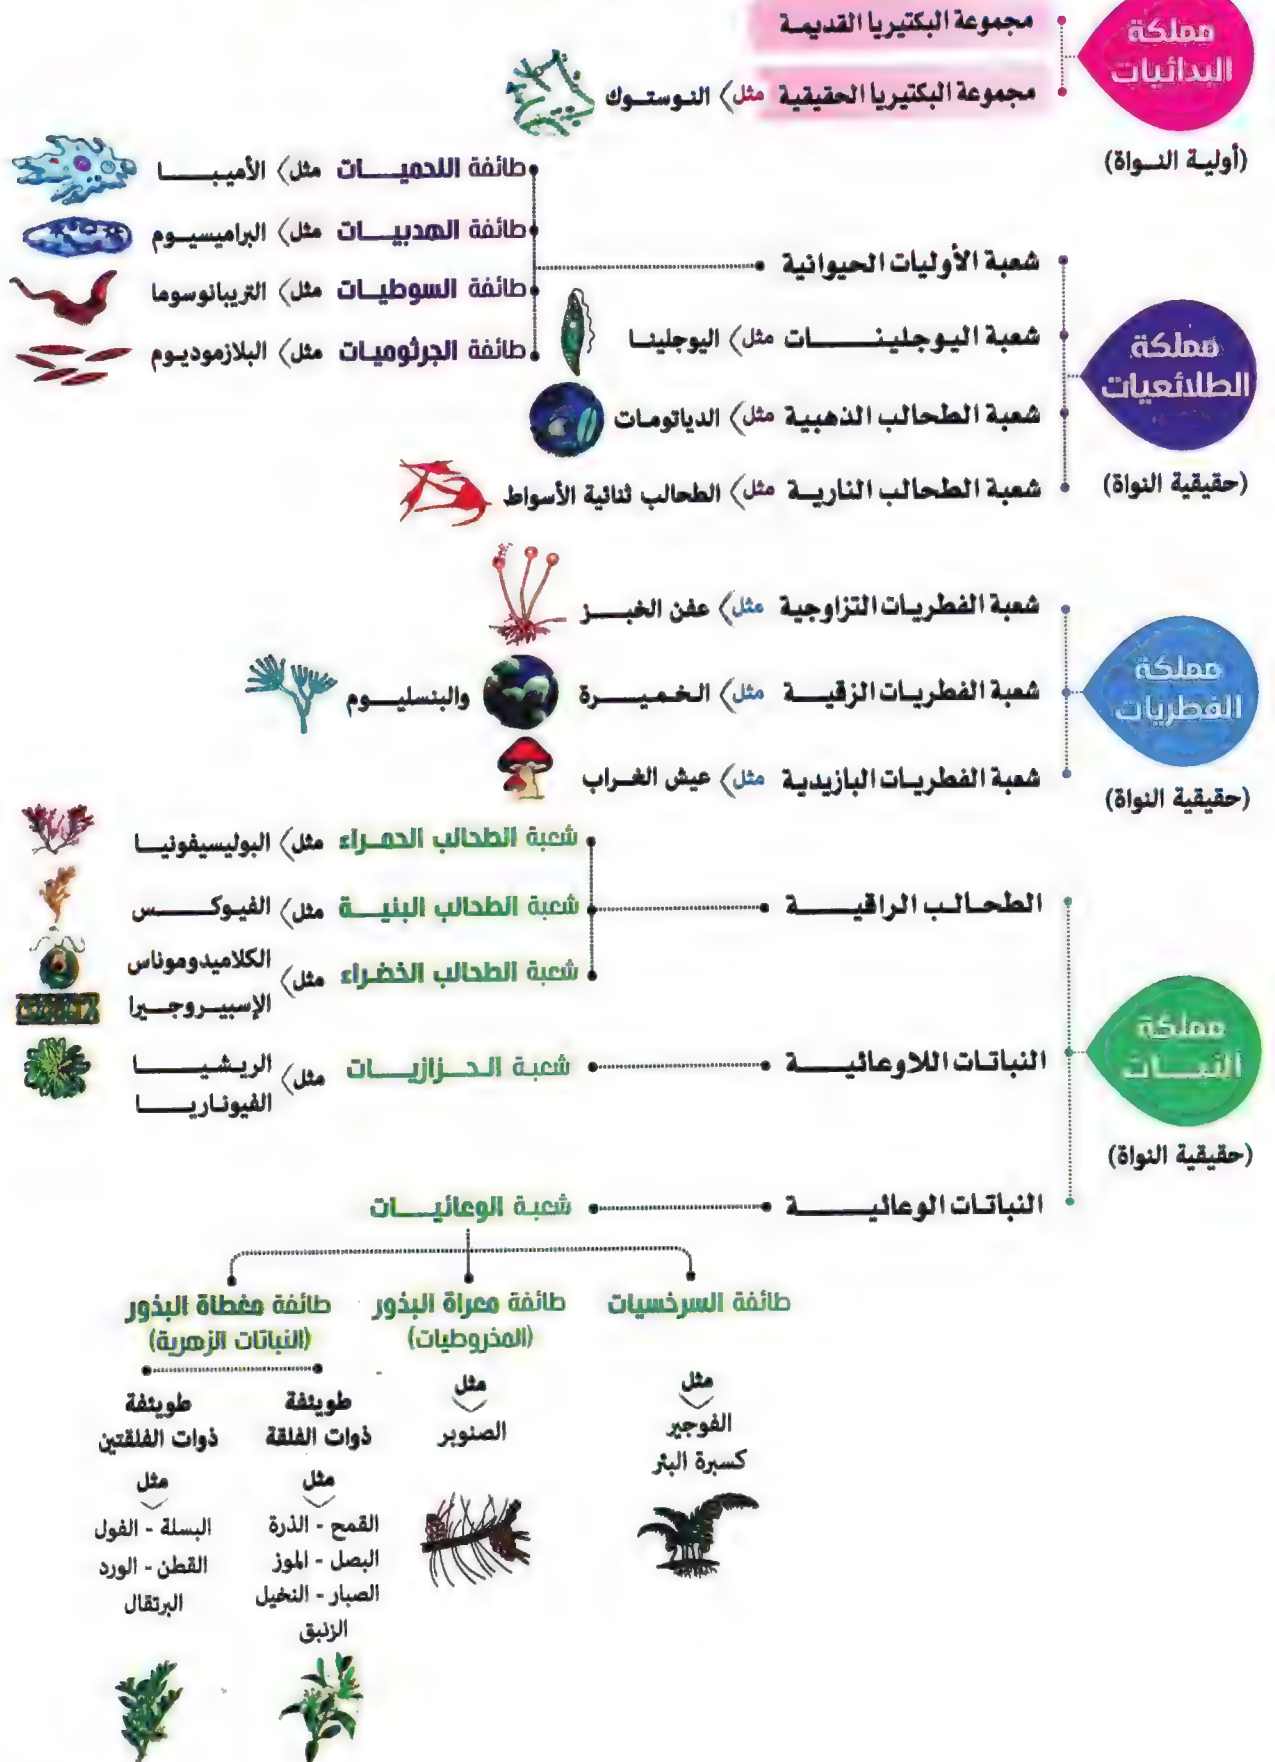 مملكة
البدائيات
(أولية النواة)
مجموعة البكتيريا القديمة
مجموعة البكتيريا الحقيقية مثل〉 النوستوك
مملكة
الطلائعيات
(حقيقية النواة)
شعبة الأوليات الحيوانية
طائفة اللحميات مثل〉 الأميبا
طائفة الهدبيات مثل〉 البراميسيوم
طائفة السوطيات مثل〉 التريبانوسوما
طائفة الجرثوميات مثل〉 البلازموديوم
شعبة اليوجلينات مثل〉 اليوجلينا
شعبة الطحالب الذهبية مثل〉 الدياتومات
شعبة الطحالب النارية مثل〉 الطحالب ثنائية الأسواط
مملكة
الفطريات
(حقيقية النواة)
شعبة الفطريات التزاوجية مثل〉 عفن الخبز
شعبة الفطريات الزقية مثل〉 الخميرة والبنسليوم
شعبة الفطريات البازيدية مثل〉 عيش الغراب
مملكة
النبات
(حقيقية النواة)
الطحالب الراقية
شعبة الطحالب الحمراء مثل〉 البوليسيفونيا
شعبة الطحالب البنية مثل〉 الفيوكس
شعبة الطحالب الخضراء مثل〉 الكلاميدوموناس
الإسبيروجيرا
النباتات اللاوعائية
شعبة الحزازيات مثل〉 الريشيا
الفيوناريا
النباتات الوعائية
شعبة الوعائيات
طائفة السرخسيات
مثل
الفوجير
كسبرة البئر
طائفة معراة البذور
(المخروطيات)
مثل
الصنوبر
طائفة مغطاة البذور
(النباتات الزهرية)
طويئفة
ذوات الفلقة
مثل
القمح - الذرة
البصل - الموز
الصبار - النخيل
الزنبق
طويئفة
ذوات الفلقتين
مثل
البسلة - الفول
القطن - الورد
البرتقال